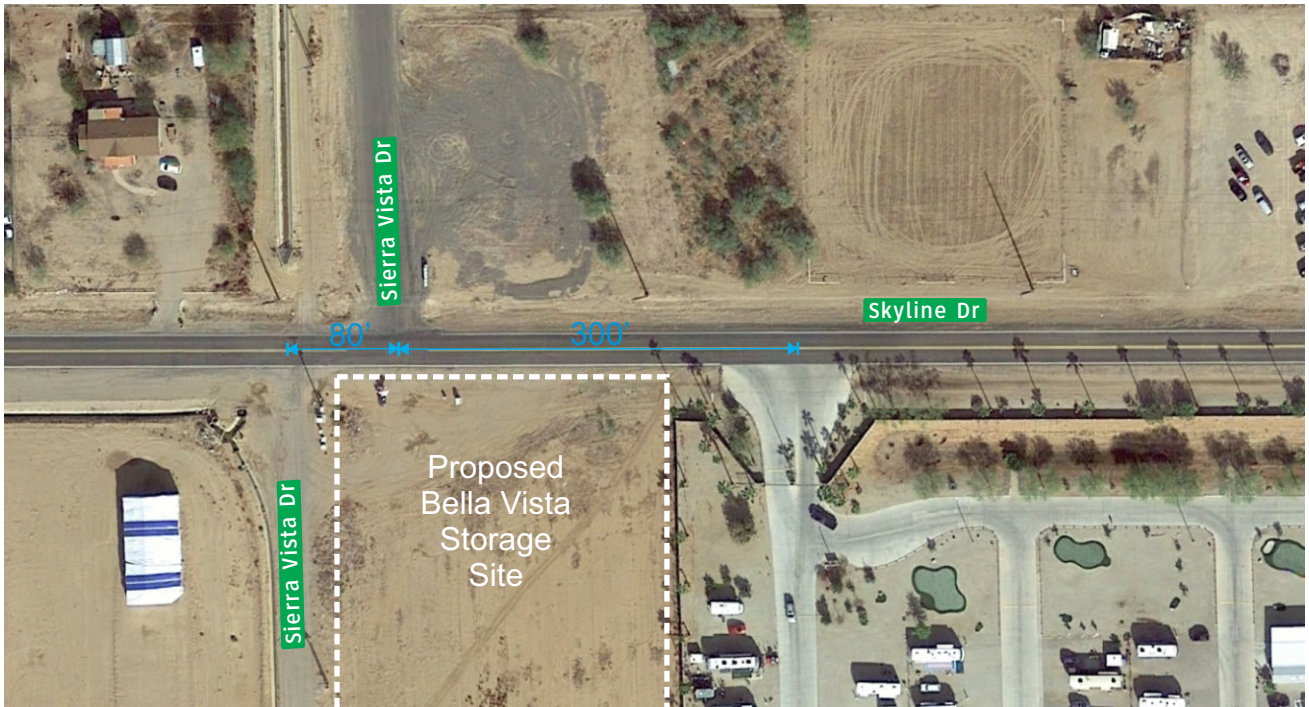 Sierra Vista Dr
Skyline Dr
80'
300'
Proposed
Bella Vista
Storage
Site
Sierra Vista Dr